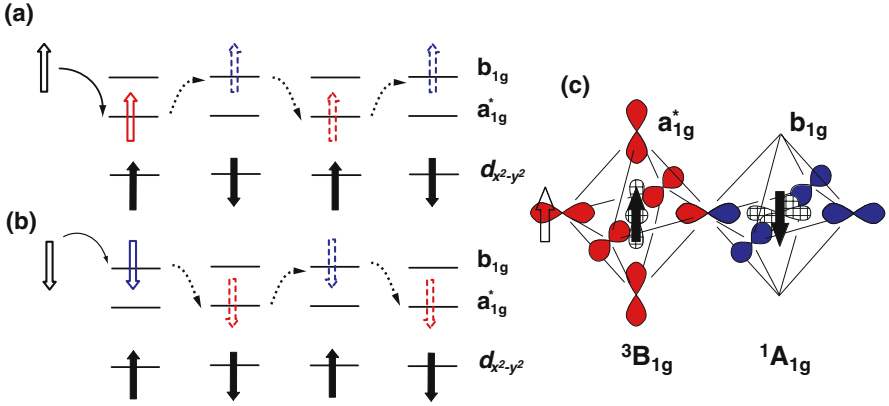 (a)
b1g
a*1g
dx²-y²
(b)
b1g
a*1g
dx²-y²
(c)
a*1g
b1g
³B1g
¹A1g